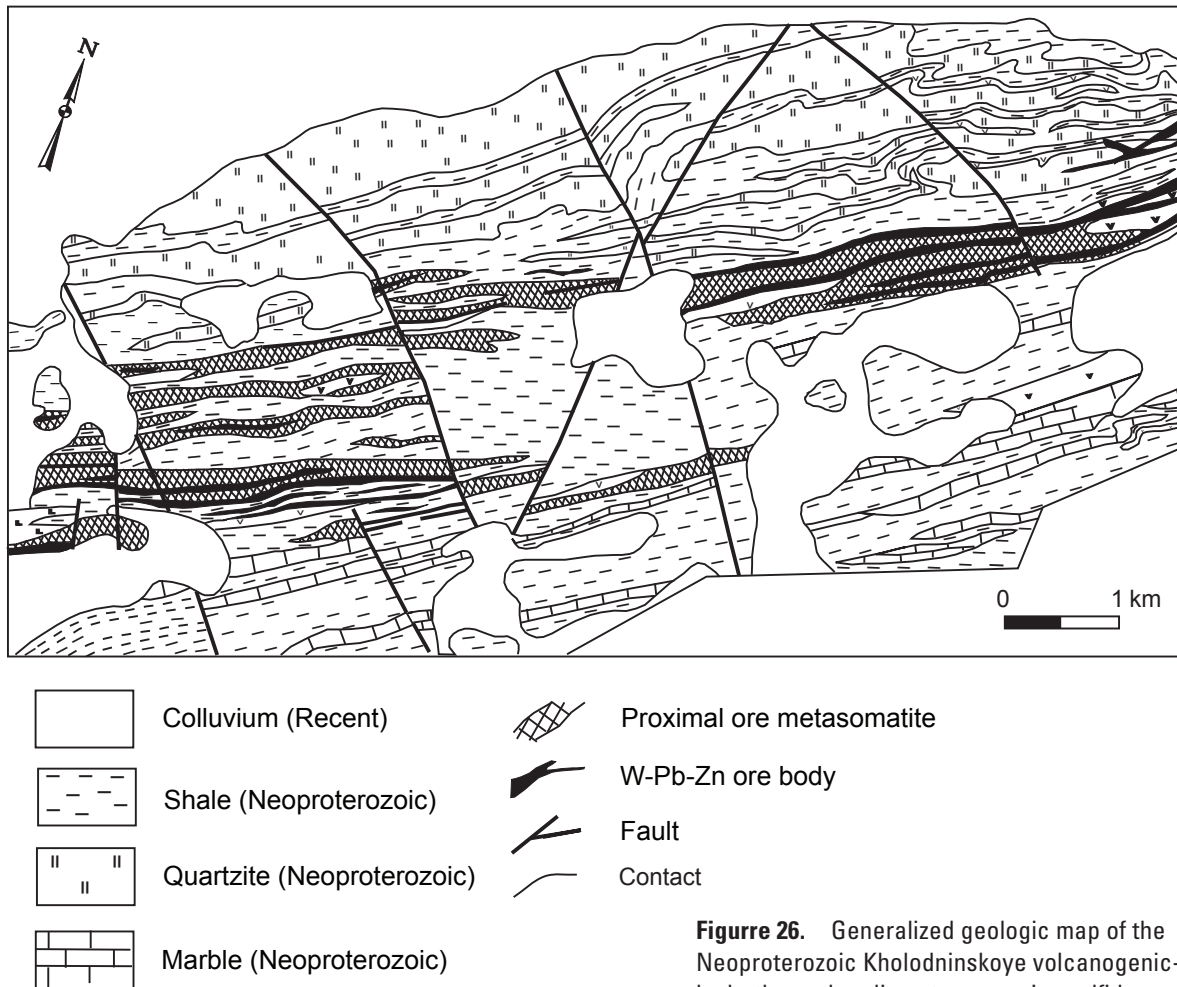 N
0 1 km
Colluvium (Recent)
Shale (Neoproterozoic)
Quartzite (Neoproterozoic)
Marble (Neoproterozoic)
Proximal ore metasomatite
W-Pb-Zn ore body
Fault
Contact
Figurre 26. Generalized geologic map of the
Neoproterozoic Kholodninskoye volcanogenic-